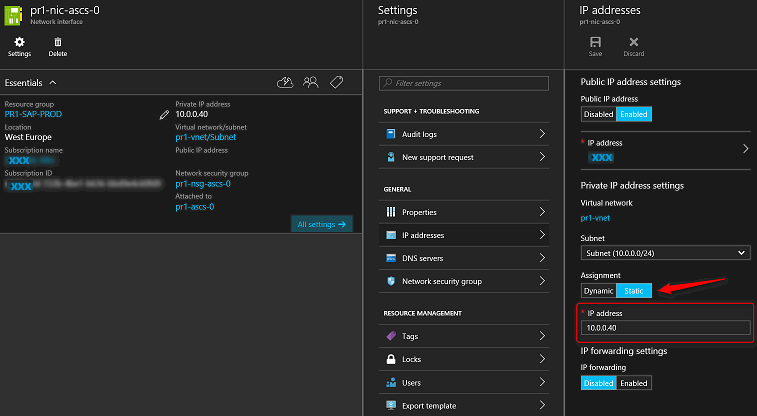 pr1-nic-ascs-0
Network interface
Settings
Delete
Essentials
Resource group
PR1-SAP-PROD
Location
West Europe
Subscription name
XXX
Subscription ID
XXX
Private IP address
10.0.0.40
Virtual network/subnet
pr1-vnet/Subnet
Public IP address
Network security group
pr1-nsg-ascs-0
Attached to
pr1-ascs-0
All settings
Settings
pr1-nic-ascs-0
Filter settings
SUPPORT + TROUBLESHOOTING
Audit logs
New support request
GENERAL
Properties
IP addresses
DNS servers
Network security group
RESOURCE MANAGEMENT
Tags
Locks
Users
Export template
IP addresses
pr1-nic-ascs-0
Save
Discard
Public IP address settings
Public IP address
Disabled Enabled
* IP address
XXX
Private IP address settings
Virtual network
pr1-vnet
Subnet
Subnet (10.0.0.0/24)
Assignment
Dynamic Static
* IP address
10.0.0.40
IP forwarding settings
IP forwarding
Disabled Enabled